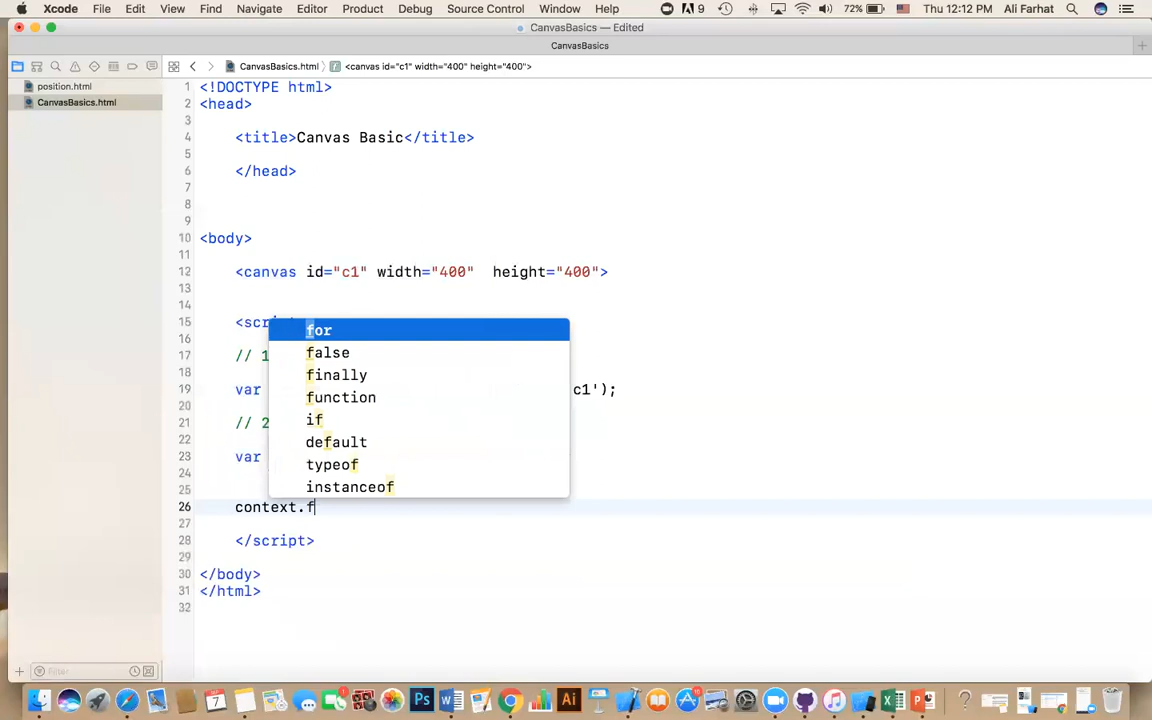 Xcode File Edit View Find Navigate Editor Product Debug Source Control Window Help 9 72% Thu 12:12 PM Ali Farhat
CanvasBasics — Edited
CanvasBasics
CanvasBasics.html <canvas id="c1" width="400" height="400">
position.html
CanvasBasics.html
1 <!DOCTYPE html>
2 <head>
3
4 <title>Canvas Basic</title>
5
6 </head>
7
8
9
10 <body>
11
12 <canvas id="c1" width="400" height="400">
13
14
15 <scr
16
17 // 1
18
19 var c1');
20
21 // 2
22
23 var
24
25
26 context.f
27
28 </script>
29
30 </body>
31 </html>
32
for
false
finally
function
if
default
typeof
instanceof
Filter